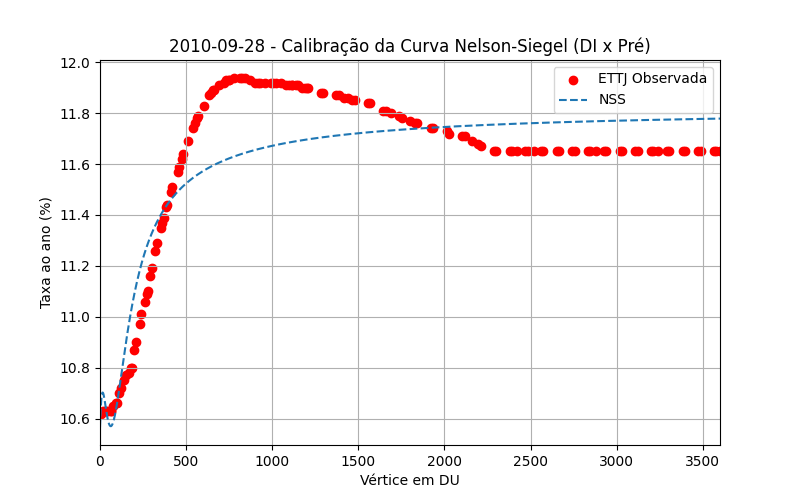 2010-09-28 - Calibração da Curva Nelson-Siegel (DI x Pré)
12.0
11.8
11.6
11.4
11.2
11.0
10.8
10.6
Taxa ao ano (%)
ETTJ Observada
NSS
0 500 1000 1500 2000 2500 3000 3500
Vértice em DU